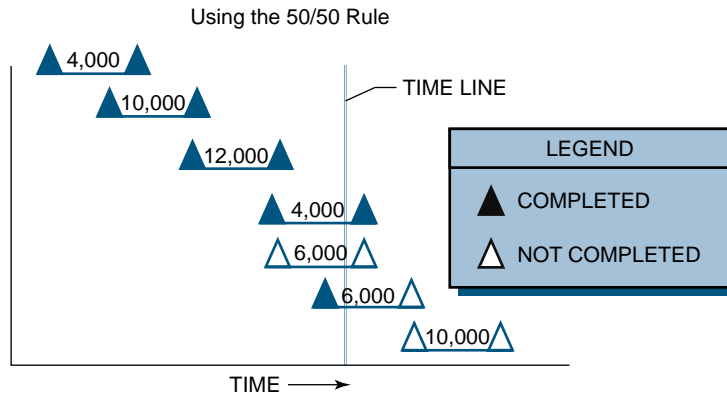 Using the 50/50 Rule
4,000
10,000
TIME LINE
12,000
LEGEND
4,000
COMPLETED
6,000
NOT COMPLETED
6,000
10,000
TIME